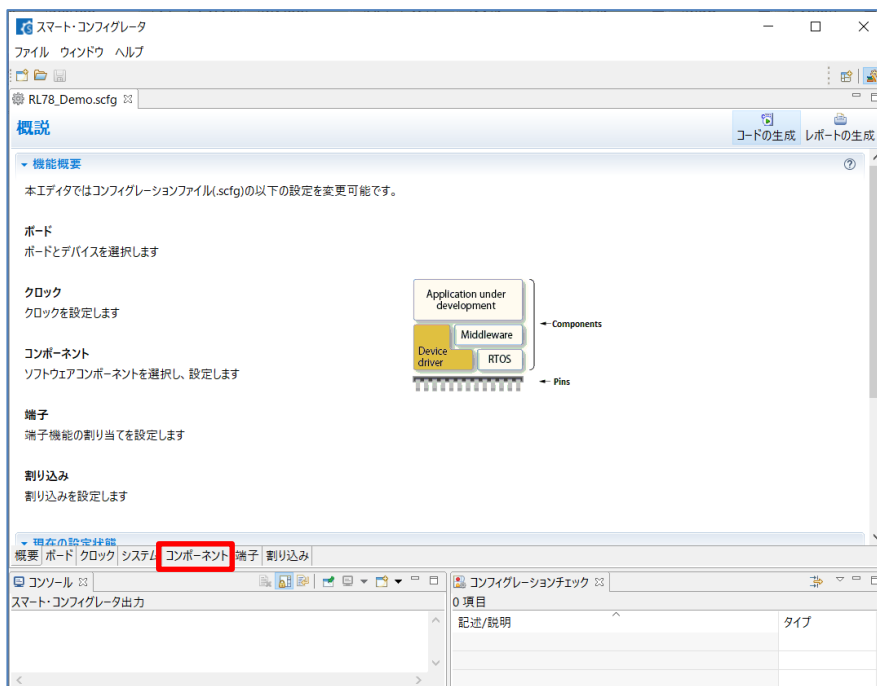 スマート・コンフィグレータ
ファイル ウィンドウ ヘルプ
RL78_Demo.scfg
概説
コードの生成 レポートの生成
機能概要
本エディタではコンフィグレーションファイル(.scfg)の以下の設定を変更可能です。
ボード
ボードとデバイスを選択します
クロック
クロックを設定します
コンポーネント
ソフトウェアコンポーネントを選択し、設定します
端子
端子機能の割り当てを設定します
割り込み
割り込みを設定します
Application under
development
Middleware
Device
driver
RTOS
Components
Pins
現在の設定状態
概要 ボード クロック システム コンポーネント 端子 割り込み
コンソール
スマート・コンフィグレータ出力
コンフィグレーションチェック
0 項目
記述/説明 タイプ